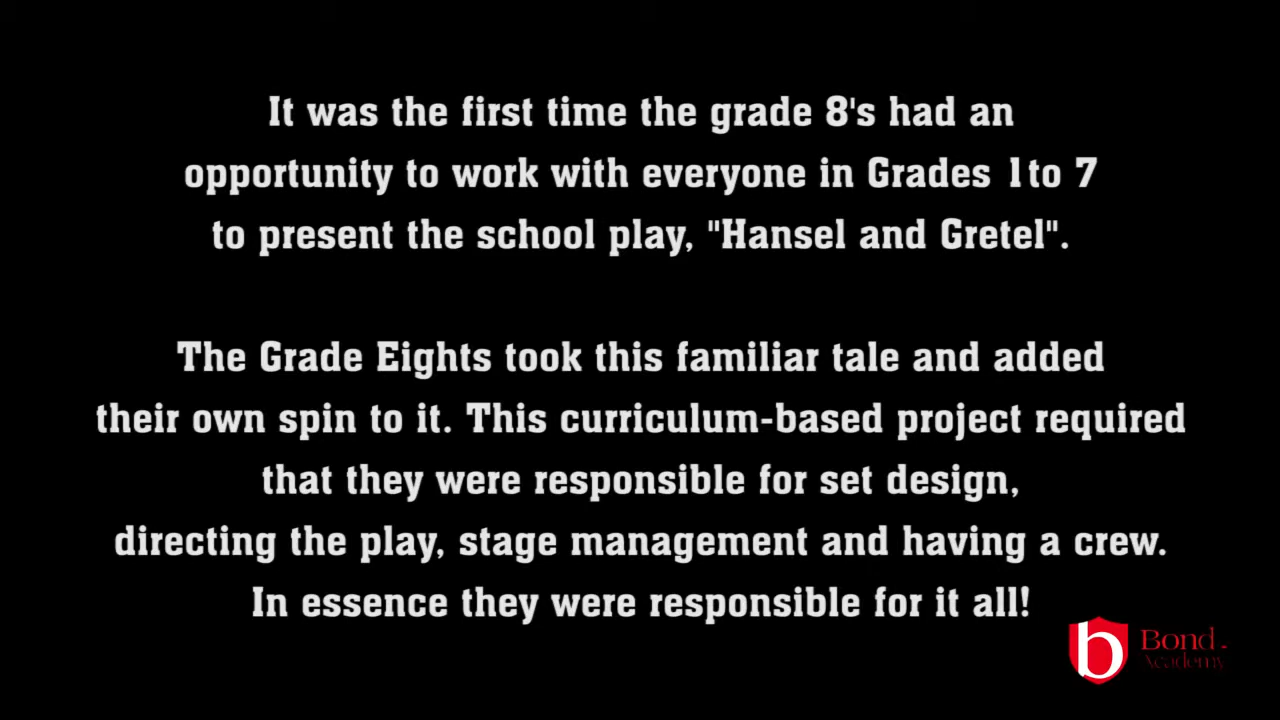 It was the first time the grade 8's had an
opportunity to work with everyone in Grades 1to 7
to present the school play, "Hansel and Gretel".
The Grade Eights took this familiar tale and added
their own spin to it. This curriculum-based project required
that they were responsible for set design,
directing the play, stage management and having a crew.
In essence they were responsible for it all!
b
Bond
Academy